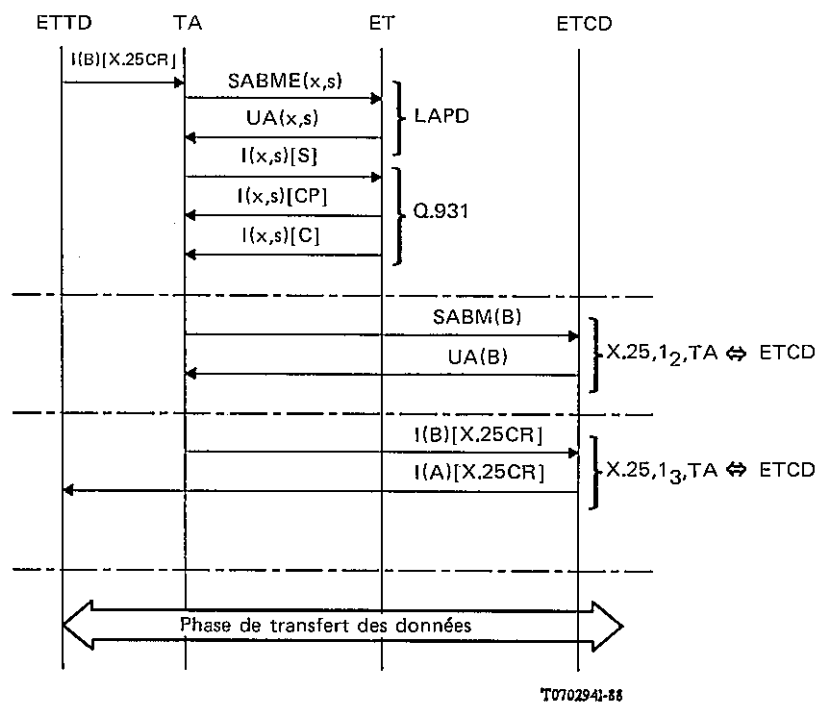 ETTD TA ET ETCD
I(B)[X.25CR]
SABME(x,s)
UA(x,s)
LAPD
I(x,s)[S]
I(x,s)[CP]
Q.931
I(x,s)[C]
SABM(B)
X.25,1₂,TA ⇔ ETCD
UA(B)
I(B)[X.25CR]
I(A)[X.25CR]
X.25,1₃,TA ⇔ ETCD
Phase de transfert des données
T0702941-88